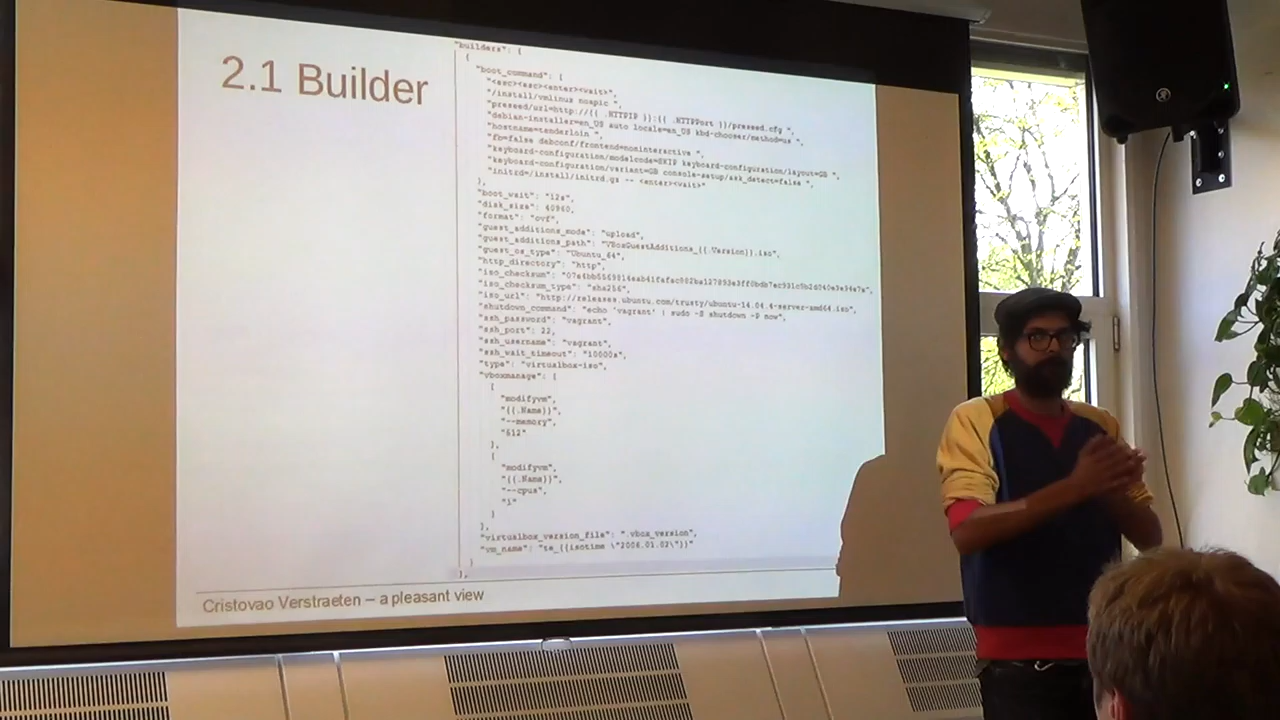 2.1 Builder
"builders": [
{
"boot_command": [
"<esc><esc><enter><wait>",
"/install/vmlinuz noapic ",
"preseed/url=http://{{ .HTTPIP }}:{{ .HTTPPort }}/preseed.cfg ",
"debian-installer=en_US auto locale=en_US kbd-chooser/method=us ",
"hostname=tenderloin ",
"fb=false debconf/frontend=noninteractive ",
"keyboard-configuration/modelcode=SKIP keyboard-configuration/layout=GB ",
"keyboard-configuration/variant=GB console-setup/ask_detect=false ",
"initrd=/install/initrd.gz -- <enter><wait>"
],
"boot_wait": "12s",
"disk_size": 40960,
"format": "ovf",
"guest_additions_mode": "upload",
"guest_additions_path": "VBoxGuestAdditions_{{.Version}}.iso",
"guest_os_type": "Ubuntu_64",
"http_directory": "http",
"iso_checksum":
"iso_checksum_type": "sha256",
"iso_url": "http://releases.ubuntu.com/trusty/ubuntu-14.04.4-server-amd64.iso",
"shutdown_command": "echo 'vagrant' | sudo -S shutdown -P now",
"ssh_password": "vagrant",
"ssh_port": 22,
"ssh_username": "vagrant",
"ssh_wait_timeout": "10000s",
"type": "virtualbox-iso",
"vboxmanage": [
[
"modifyvm",
"{{.Name}}",
"--memory",
"512"
],
[
"modifyvm",
"{{.Name}}",
"--cpus",
"1"
]
],
"virtualbox_version_file": ".vbox_version",
"vm_name": "ts_{{isotime \"2006.01.02\"}}"
}
],
Cristovao Verstraeten – a pleasant view